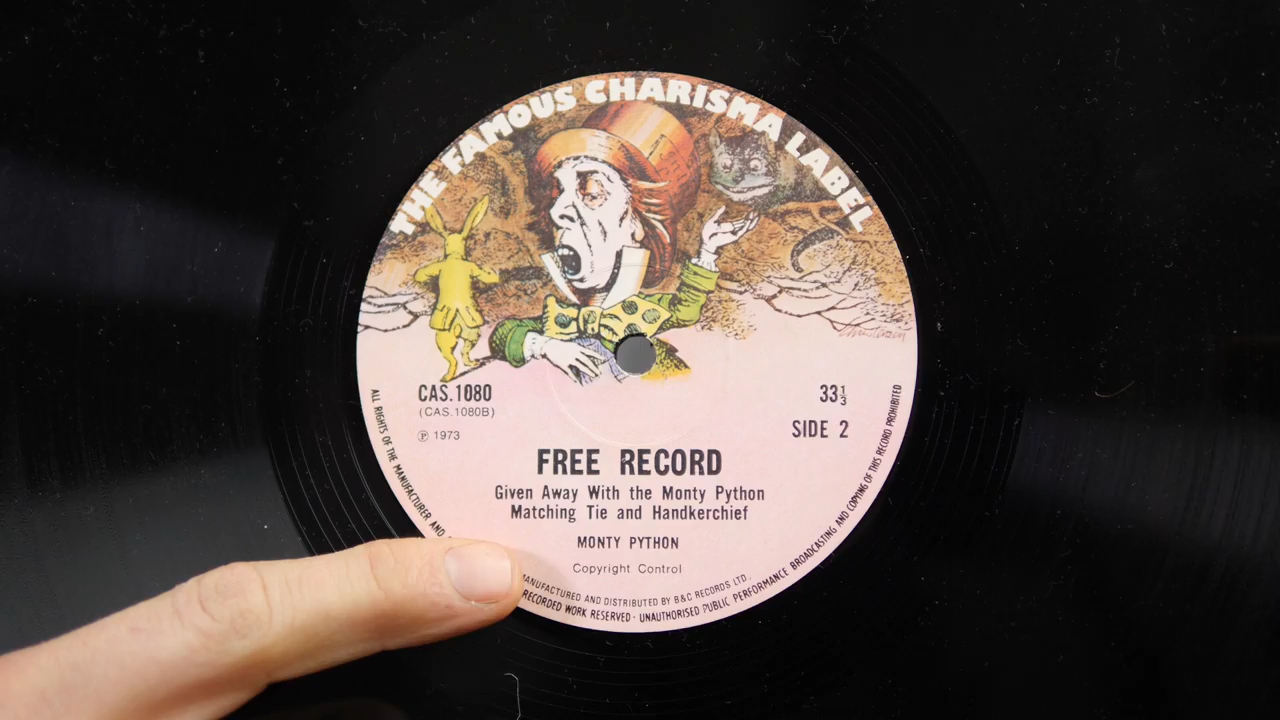 THE FAMOUS CHARISMA LABEL
CAS.1080
(CAS.1080B)
℗ 1973
33⅓
SIDE 2
FREE RECORD
Given Away With the Monty Python
Matching Tie and Handkerchief
MONTY PYTHON
Copyright Control
MANUFACTURED AND DISTRIBUTED BY B&C RECORDS LTD.
ALL RIGHTS OF THE MANUFACTURER AND
RECORDED WORK RESERVED · UNAUTHORISED PUBLIC PERFORMANCE BROADCASTING AND COPYING OF THIS RECORD PROHIBITED